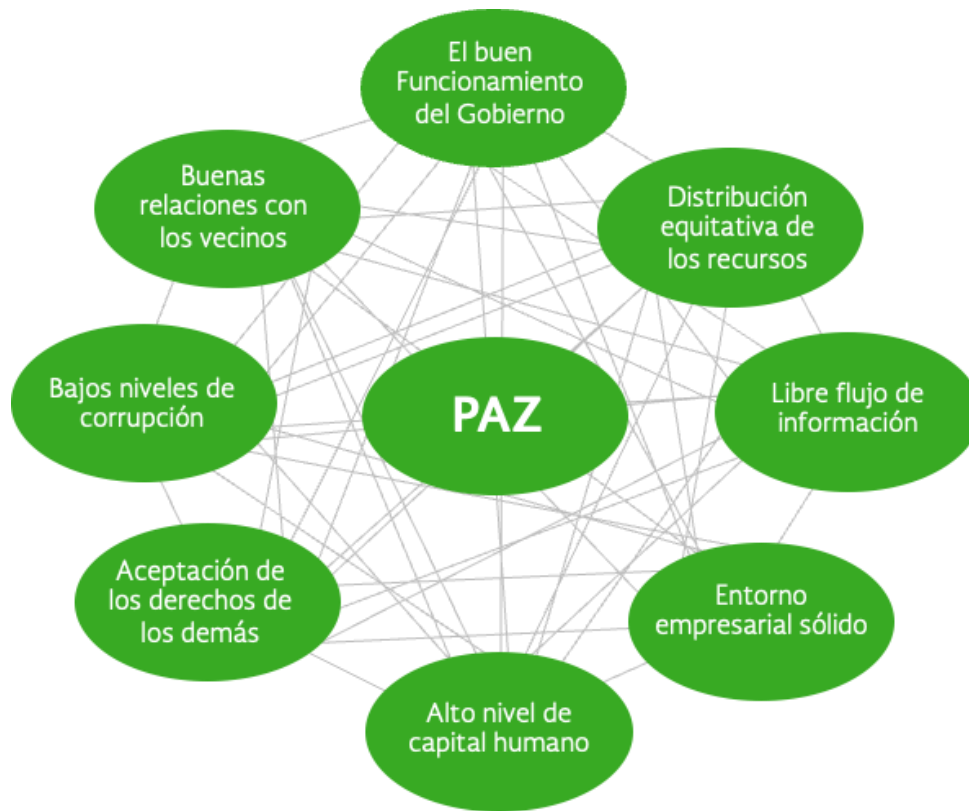 El buen
Funcionamiento
del Gobierno
Buenas
relaciones con
los vecinos
Distribución
equitativa de
los recursos
Bajos niveles de
corrupción
PAZ
Libre flujo de
información
Aceptación de
los derechos de
los demás
Entorno
empresarial sólido
Alto nivel de
capital humano